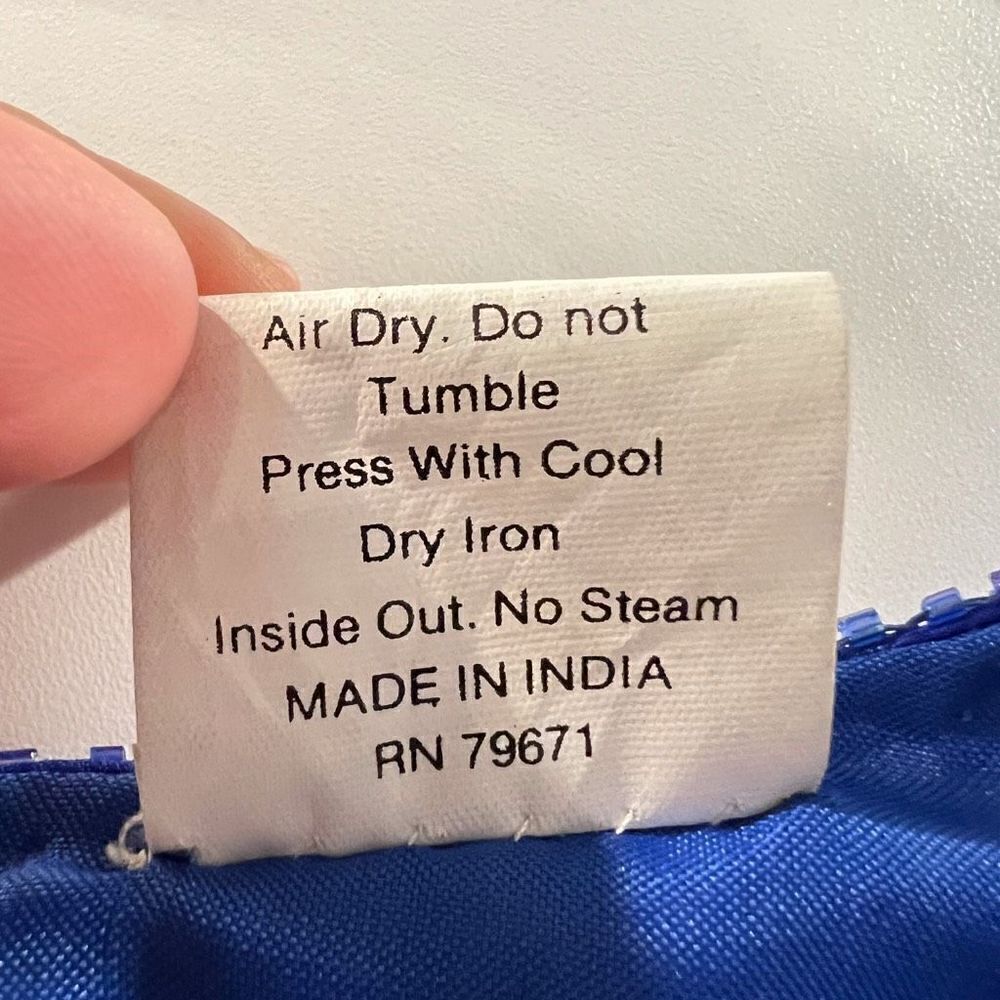 Air Dry. Do not
Tumble
Press With Cool
Dry Iron
Inside Out. No Steam
MADE IN INDIA
RN 79671